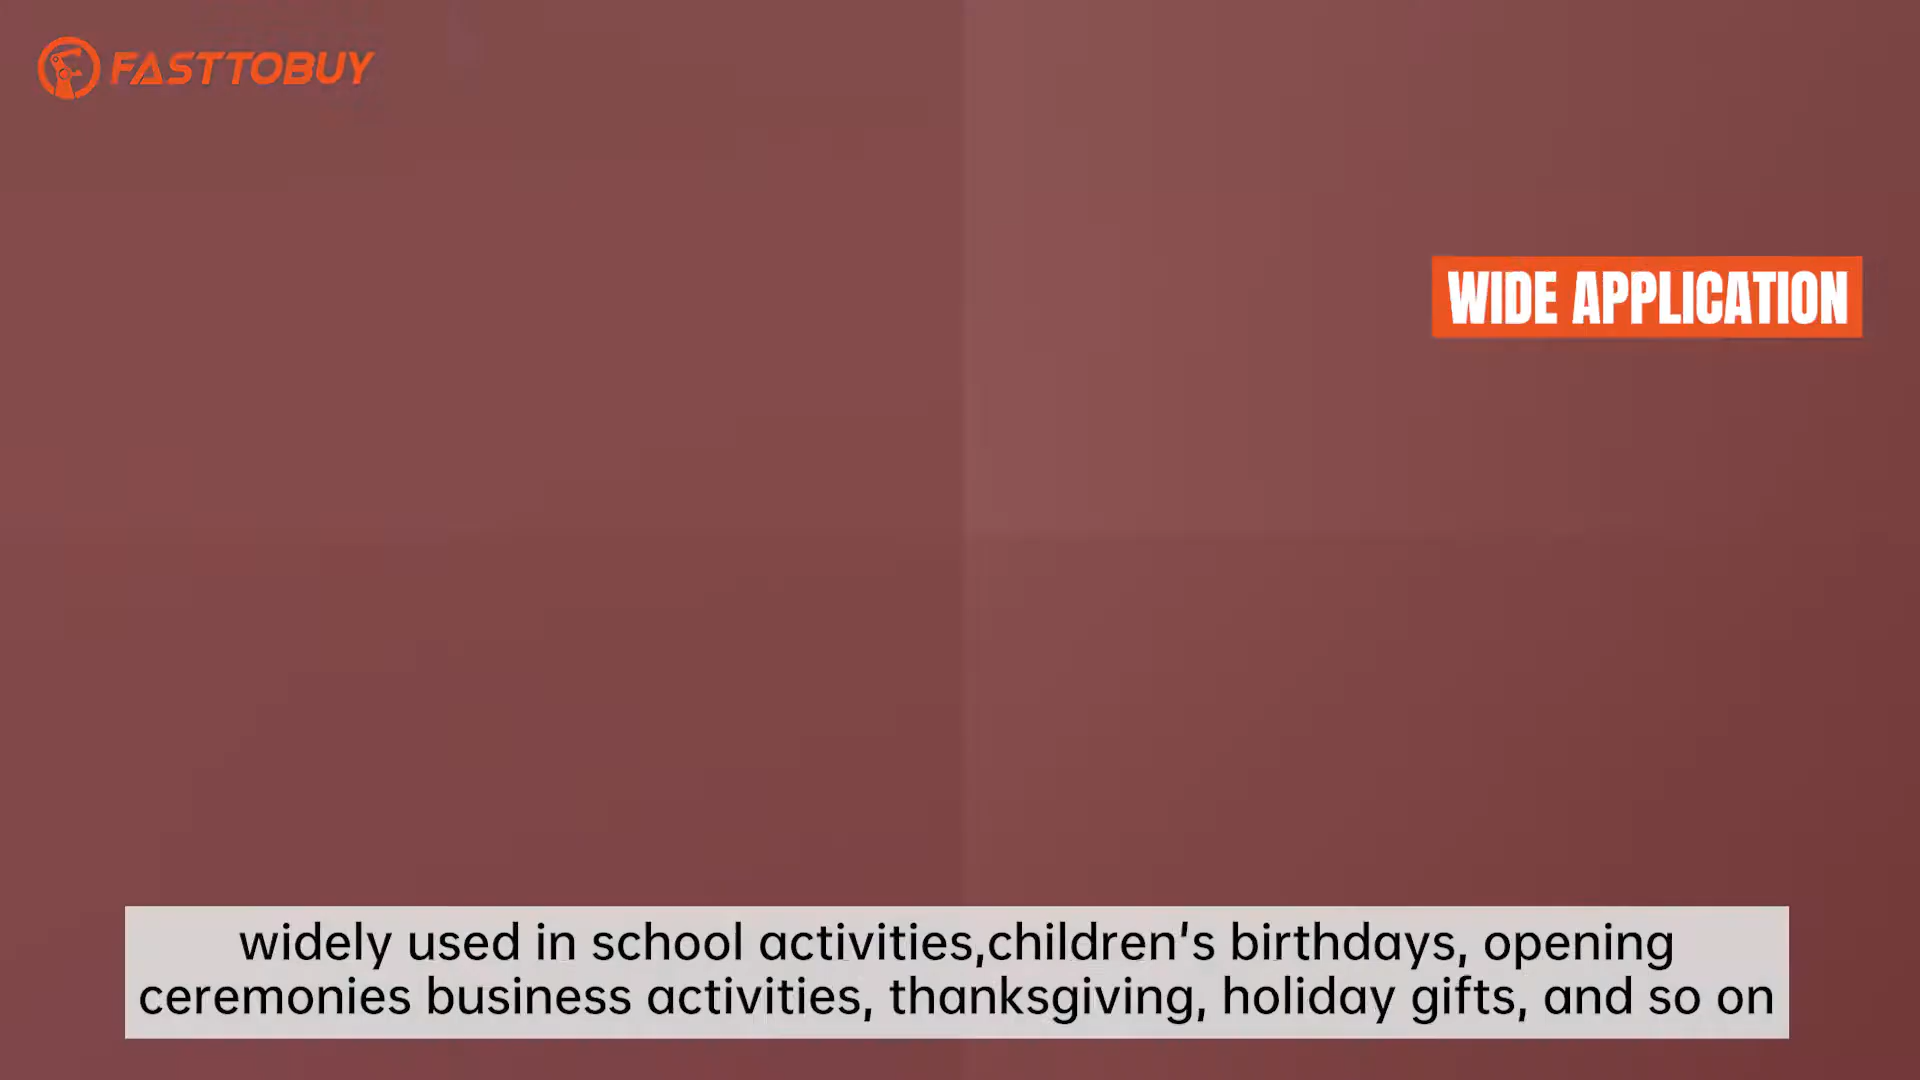 FASTTOBUY
WIDE APPLICATION
widely used in school activities,children's birthdays, opening
ceremonies business activities, thanksgiving, holiday gifts, and so on